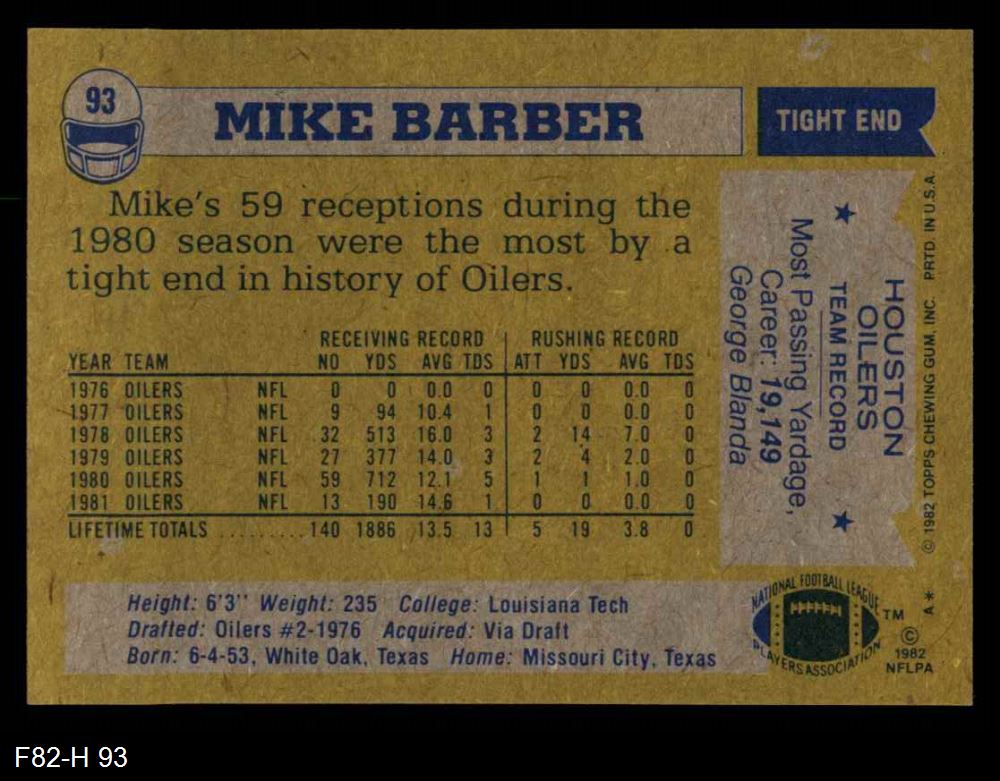 93
MIKE BARBER
TIGHT END
Mike's 59 receptions during the
1980 season were the most by a
tight end in history of Oilers.
RECEIVING RECORD RUSHING RECORD
YEAR TEAM NO YDS AVG TDS ATT YDS AVG TDS
1976 OILERS NFL 0 0 0.0 0 0 0 0.0 0
1977 OILERS NFL 9 94 10.4 1 0 0 0.0 0
1978 OILERS NFL 32 513 16.0 3 2 14 7.0 0
1979 OILERS NFL 27 377 14.0 3 2 4 2.0 0
1980 OILERS NFL 59 712 12.1 5 1 1 1.0 0
1981 OILERS NFL 13 190 14.6 1 0 0 0.0 0
LIFETIME TOTALS ......... 140 1886 13.5 13 5 19 3.8 0
HOUSTON
OILERS
TEAM RECORD
Most Passing Yardage,
Career: 19,149
George Blanda
© 1982 TOPPS CHEWING GUM, INC. PRTD. IN U.S.A.
Height: 6'3" Weight: 235 College: Louisiana Tech
Drafted: Oilers #2-1976 Acquired: Via Draft
Born: 6-4-53, White Oak, Texas Home: Missouri City, Texas
NATIONAL FOOTBALL LEAGUE
PLAYERS ASSOCIATION
TM
A*
©
1982
NFLPA
F82-H 93